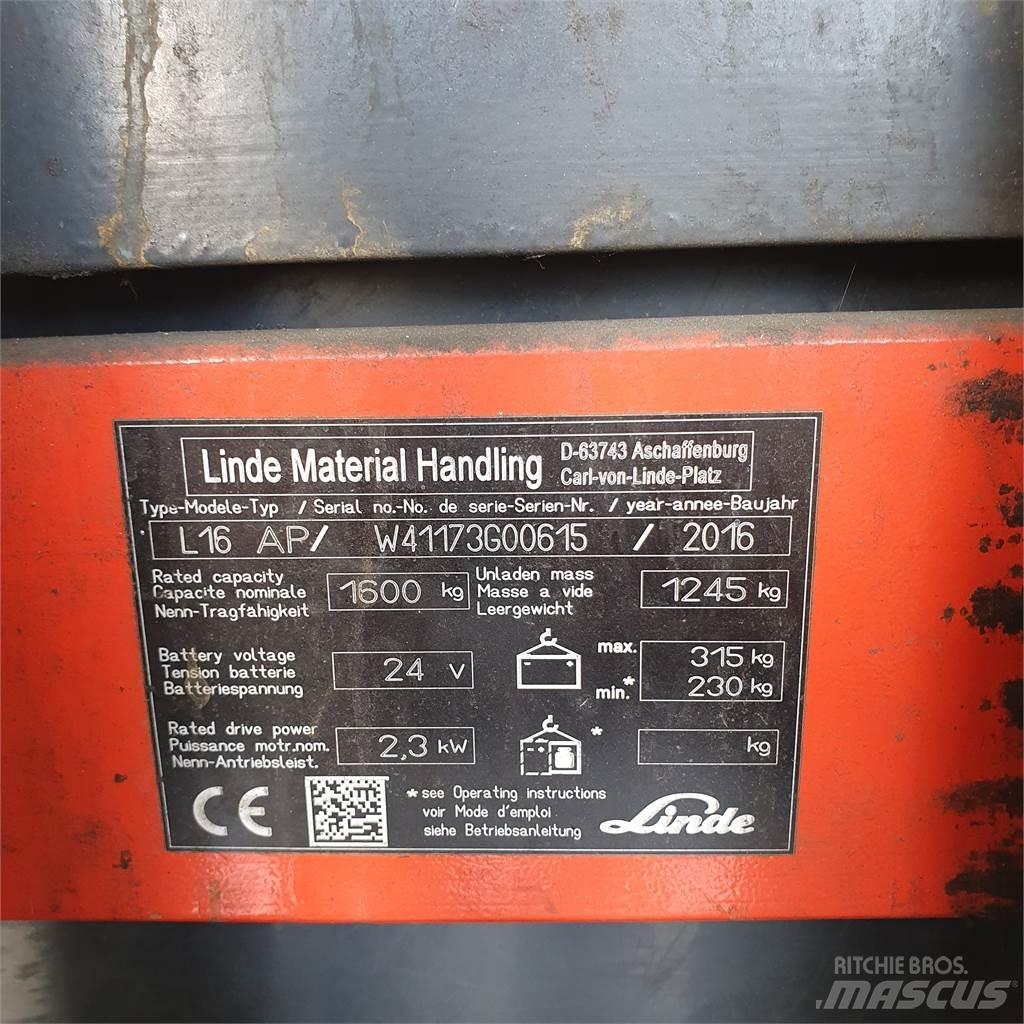 Linde Material Handling
D-63743 Aschaffenburg
Carl-von-Linde-Platz
Type-Modele-Typ / Serial no.-No. de serie-Serien-Nr. / year-annee-Baujahr
L16 AP/ W41173G00615 / 2016
Rated capacity
Capacite nominale
Nenn-Tragfähigkeit
1600 kg
Unladen mass
Masse a vide
Leergewicht
1245 kg
Battery voltage
Tension batterie
Batteriespannung
24 V
max. 315 kg
min.* 230 kg
Rated drive power
Puissance motr.nom.
Nenn-Antriebsleist.
2,3 kW
* kg
CE
* see Operating instructions
voir Mode d'emploi
siehe Betriebsanleitung
Linde
RITCHIE BROS.
MASCUS